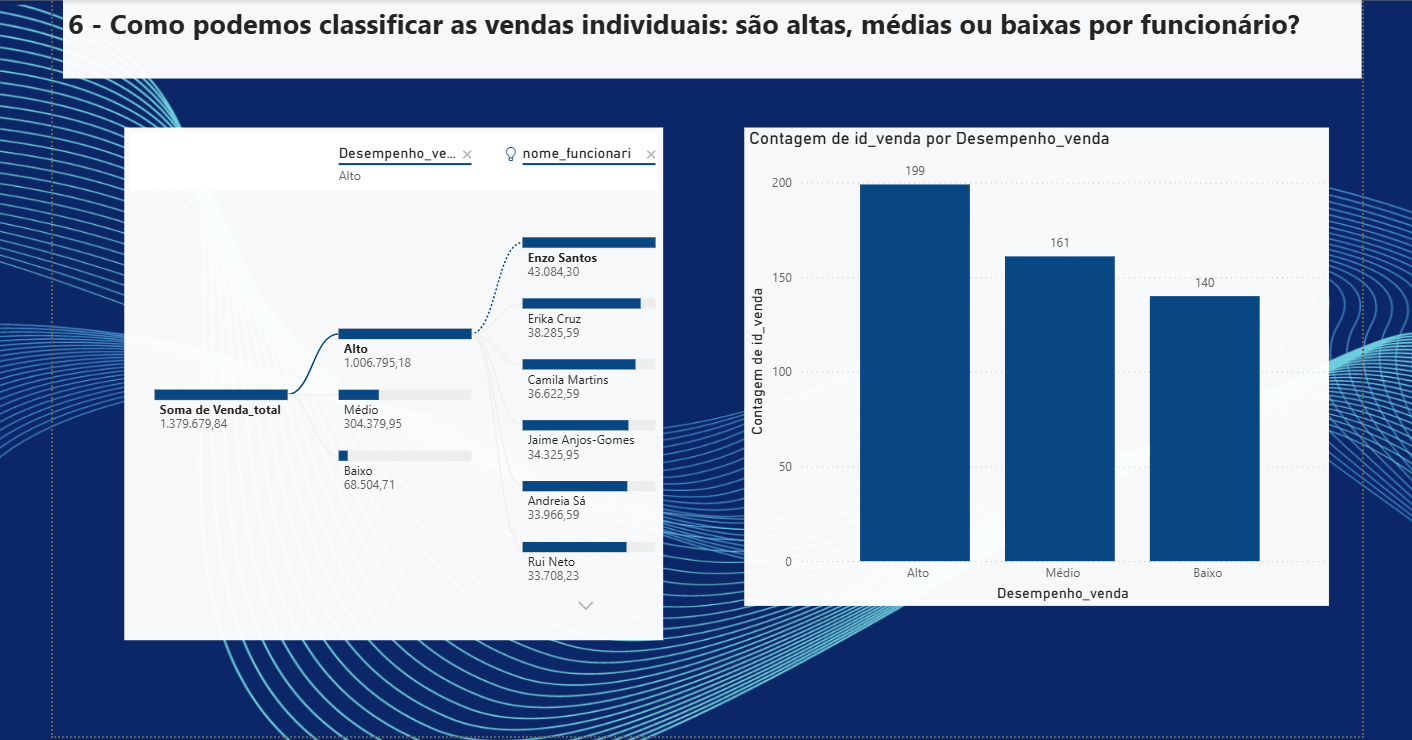 6 - Como podemos classificar as vendas individuais: são altas, médias ou baixas por funcionário?
Desempenho_ve...
Alto
nome_funcionari
Soma de Venda_total
1.379.679,84
Alto
1.006.795,18
Médio
304.379,95
Baixo
68.504,71
Enzo Santos
43.084,30
Erika Cruz
38.285,59
Camila Martins
36.622,59
Jaime Anjos-Gomes
34.325,95
Andreia Sá
33.966,59
Rui Neto
33.708,23
Contagem de id_venda por Desempenho_venda
Contagem de id_venda
200
150
100
50
0
199
161
140
Alto
Médio
Baixo
Desempenho_venda